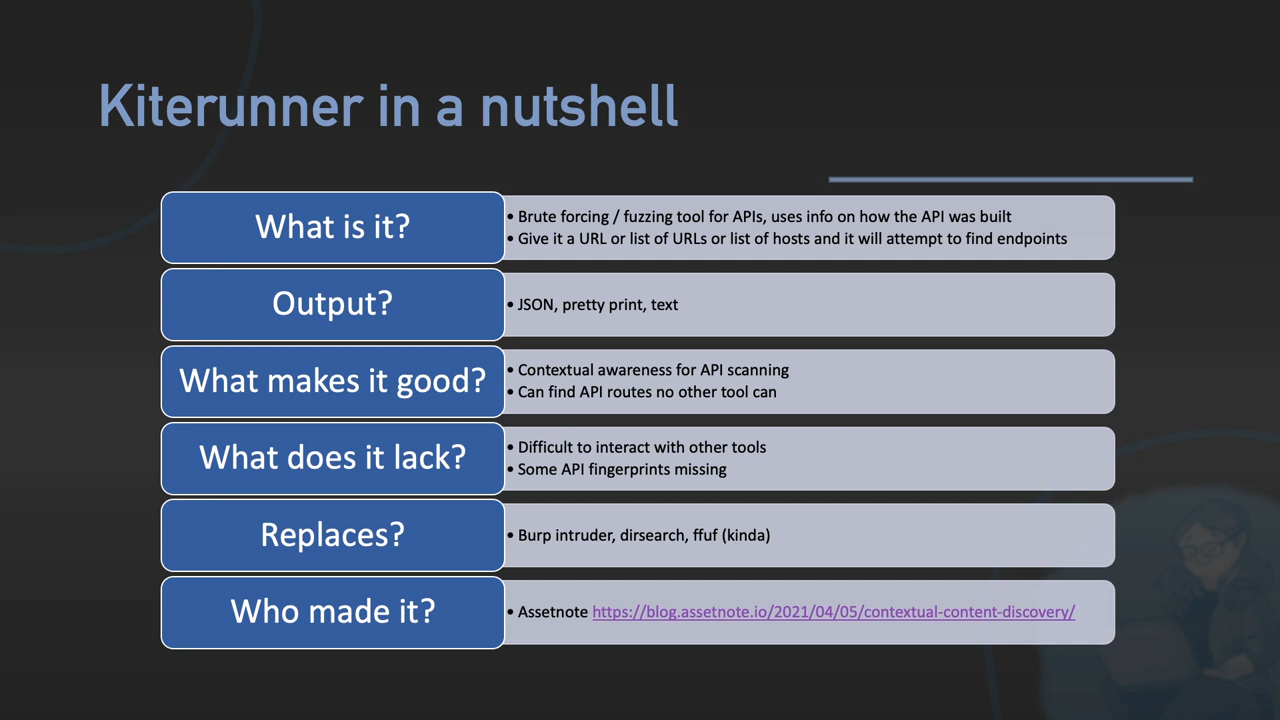 Kiterunner in a nutshell
What is it?
• Brute forcing / fuzzing tool for APIs, uses info on how the API was built
• Give it a URL or list of URLs or list of hosts and it will attempt to find endpoints
Output?
• JSON, pretty print, text
What makes it good?
• Contextual awareness for API scanning
• Can find API routes no other tool can
What does it lack?
• Difficult to interact with other tools
• Some API fingerprints missing
Replaces?
• Burp intruder, dirsearch, ffuf (kinda)
Who made it?
• Assetnote https://blog.assetnote.io/2021/04/05/contextual-content-discovery/